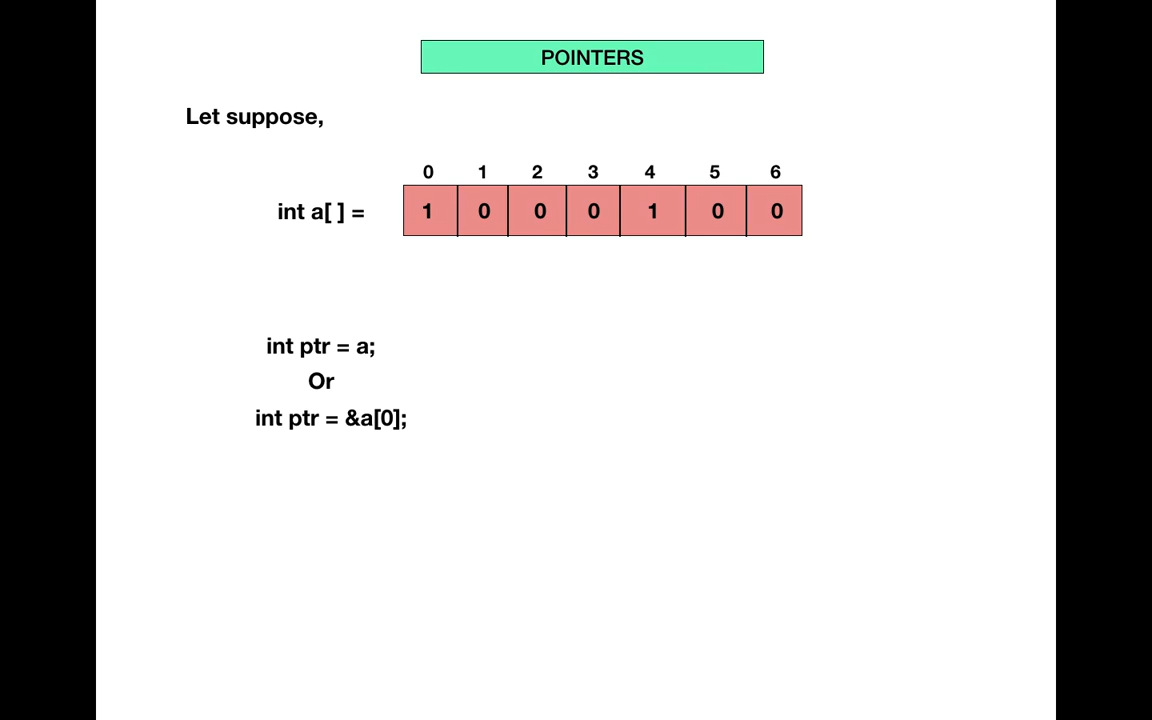 POINTERS
Let suppose,
0 1 2 3 4 5 6
int a[ ] = 1 0 0 0 1 0 0
int ptr = a;
Or
int ptr = &a[0];